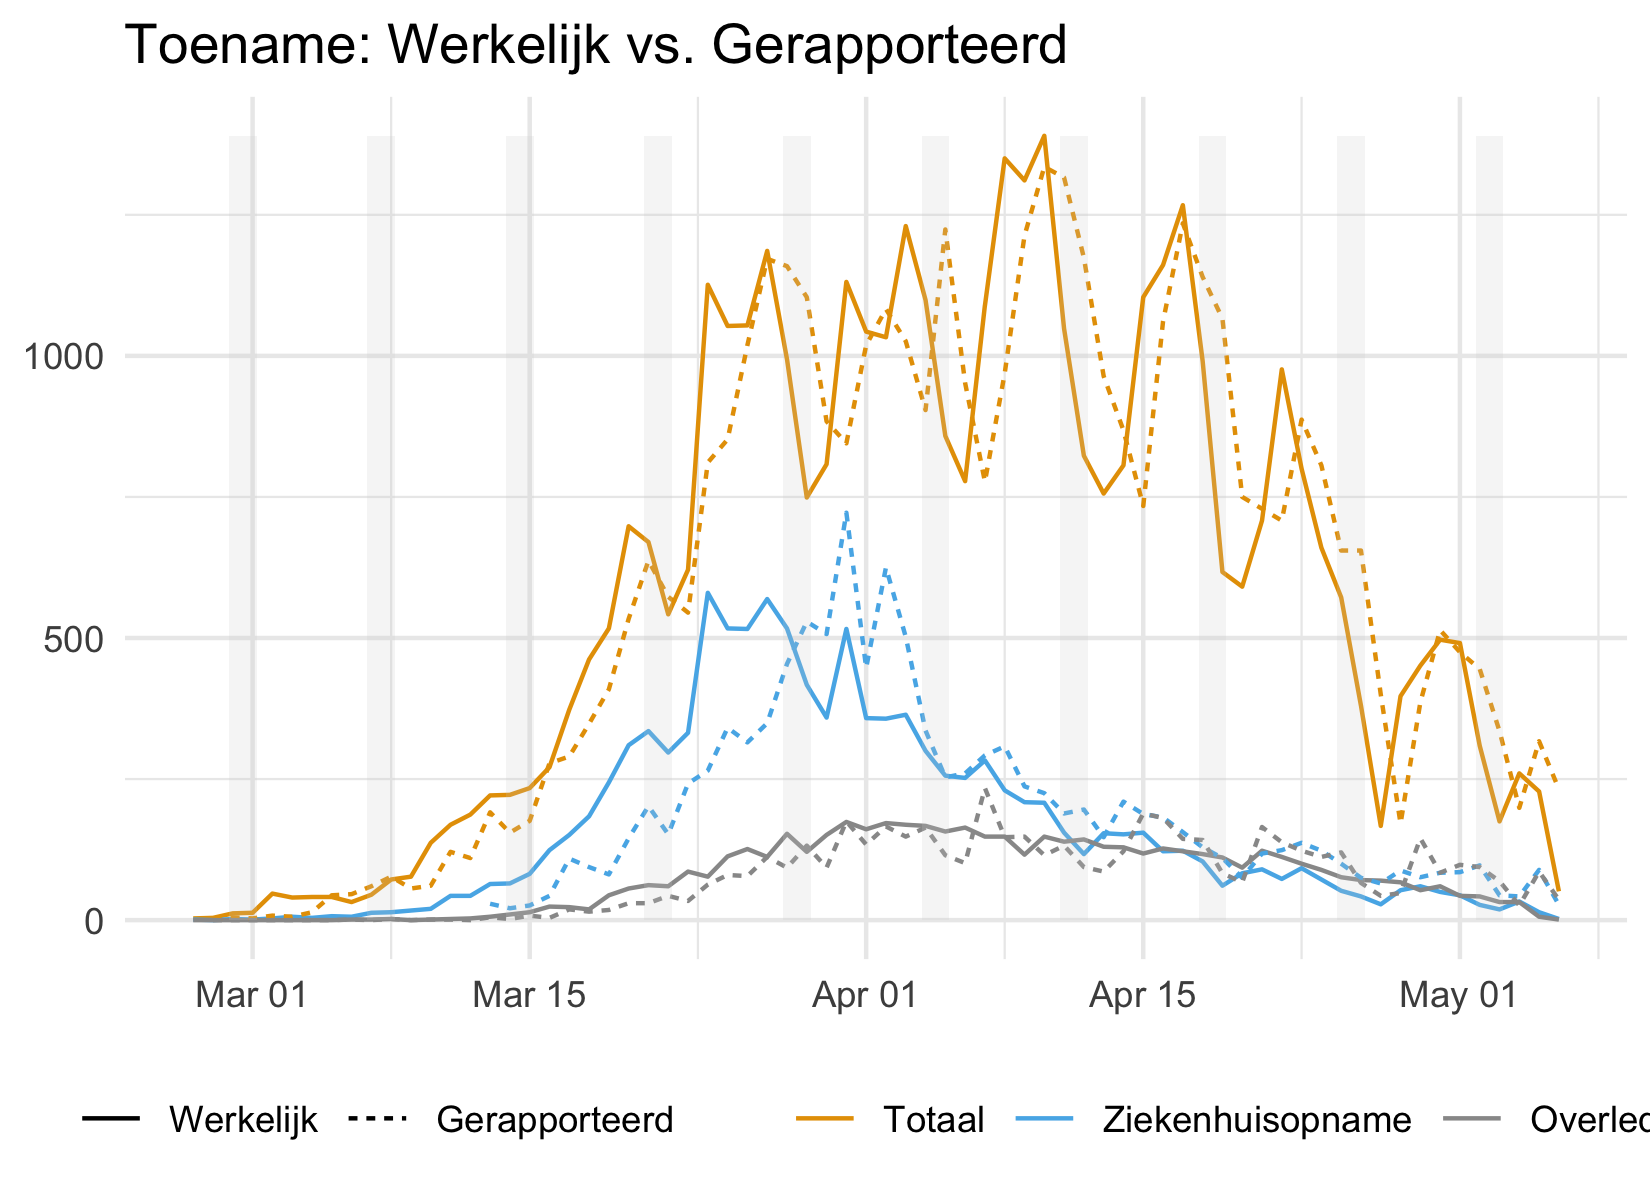 Toename: Werkelijk vs. Gerapporteerd
1000
500
0
Mar 01 Mar 15 Apr 01 Apr 15 May 01
Werkelijk Gerapporteerd Totaal Ziekenhuisopname